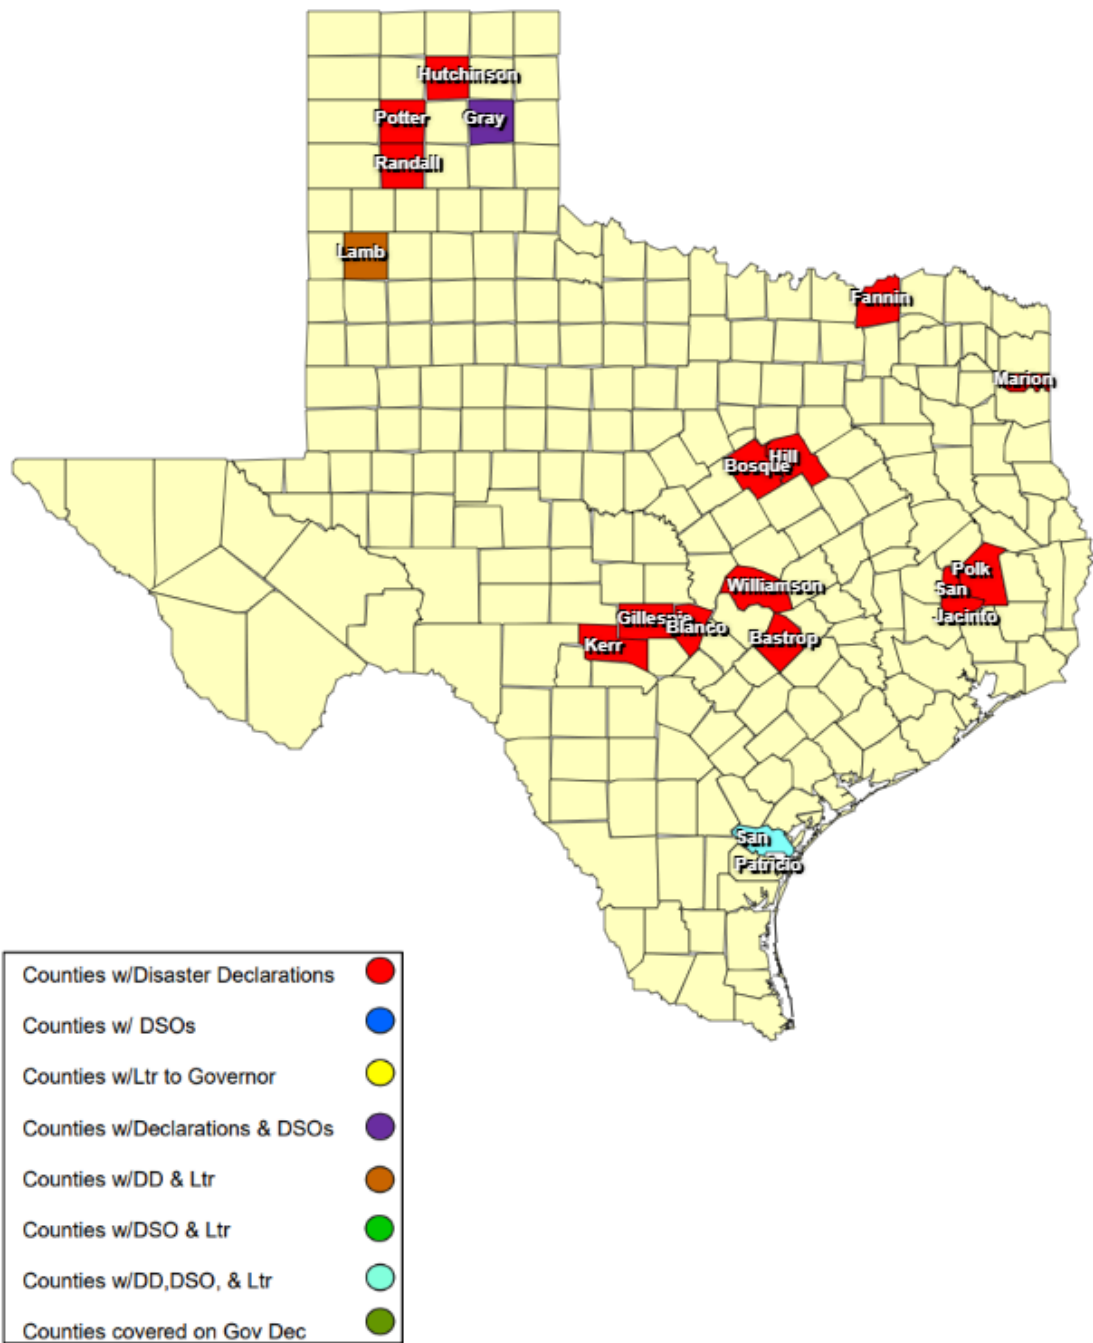 Hutchinson
Potter
Gray
Randall
Lamb
Fannin
Marion
Hill
Bosque
Polk
Williamson
San
Jacinto
Gillespie
Blanco
Bastrop
Kerr
San
Patricio
Counties w/Disaster Declarations
Counties w/ DSOs
Counties w/Ltr to Governor
Counties w/Declarations & DSOs
Counties w/DD & Ltr
Counties w/DSO & Ltr
Counties w/DD,DSO, & Ltr
Counties covered on Gov Dec